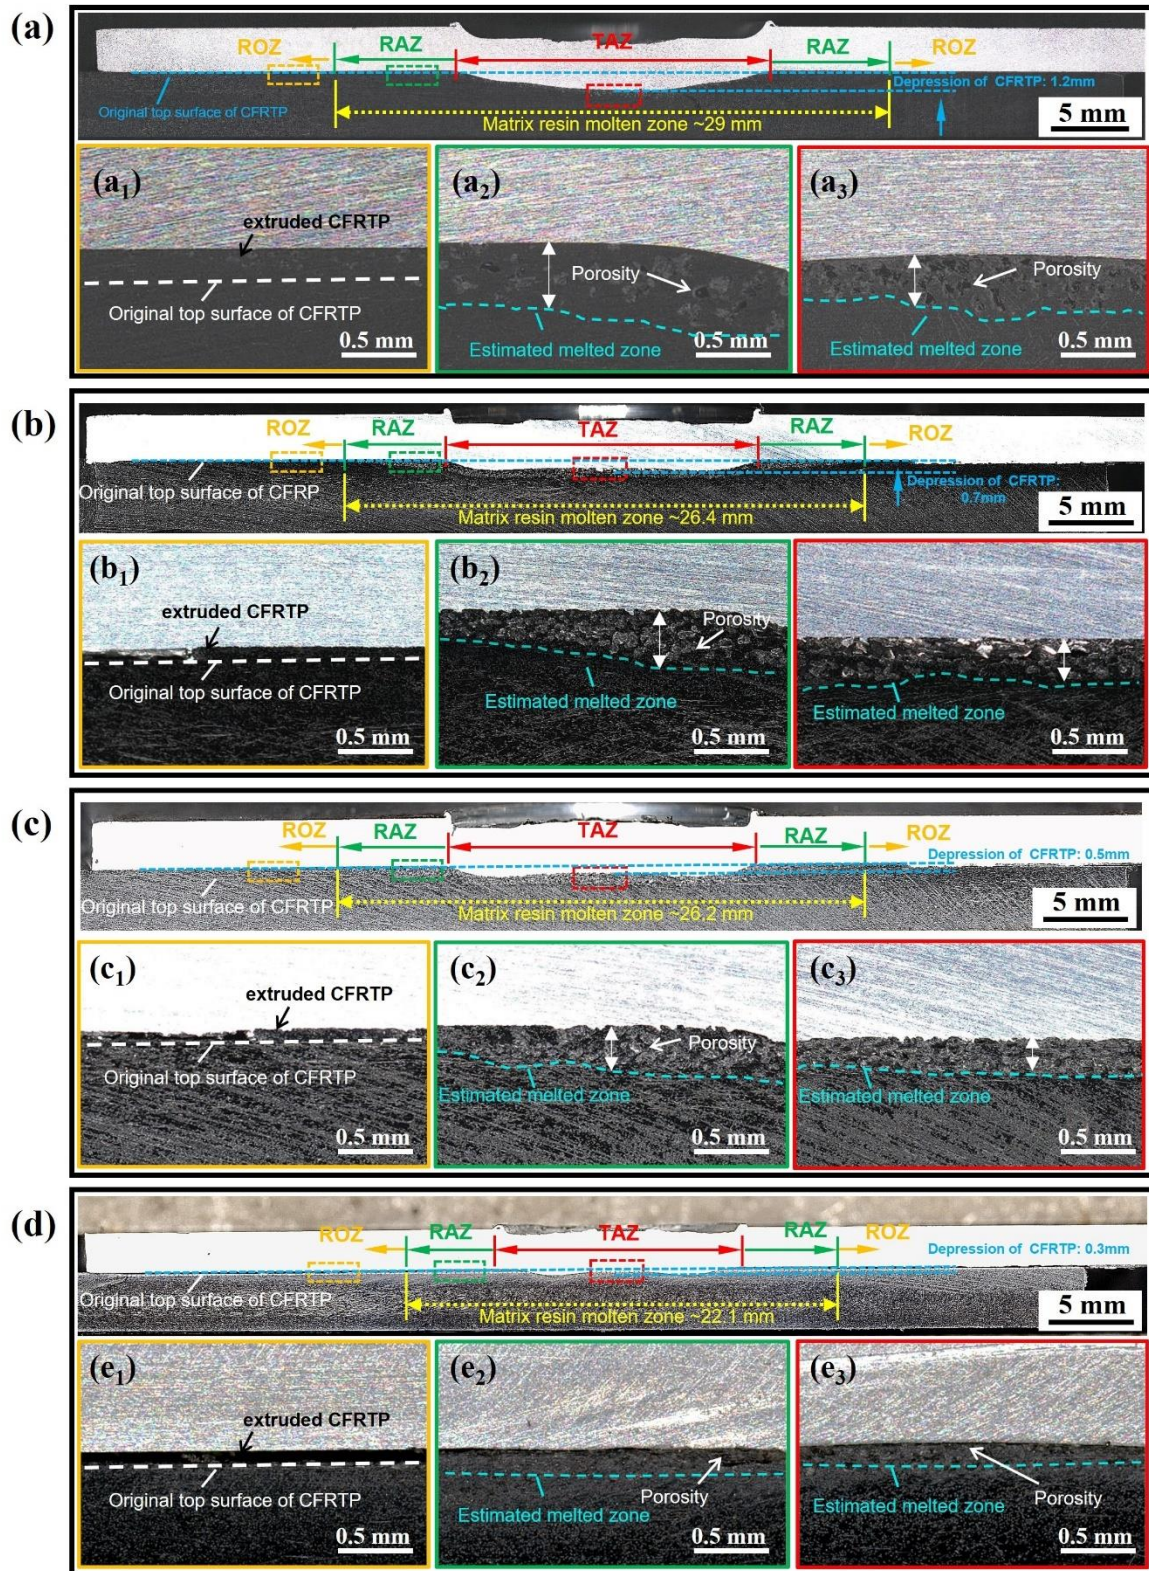 (a)
ROZ
RAZ
TAZ
RAZ
ROZ
Original top surface of CFRTP
Depression of CFRTP: 1.2mm
Matrix resin molten zone ~29 mm
5 mm
(a1)
extruded CFRTP
Original top surface of CFRTP
0.5 mm
(a2)
Porosity
Estimated melted zone
0.5 mm
(a3)
Porosity
Estimated melted zone
0.5 mm
(b)
ROZ
RAZ
TAZ
RAZ
ROZ
Original top surface of CFRP
Depression of CFRTP:
0.7mm
Matrix resin molten zone ~26.4 mm
5 mm
(b1)
extruded CFRTP
Original top surface of CFRTP
0.5 mm
(b2)
Porosity
Estimated melted zone
0.5 mm
Estimated melted zone
0.5 mm
(c)
ROZ
RAZ
TAZ
RAZ
ROZ
Depression of CFRTP: 0.5mm
Original top surface of CFRTP
Matrix resin molten zone ~26.2 mm
5 mm
(c1)
extruded CFRTP
Original top surface of CFRTP
0.5 mm
(c2)
Porosity
Estimated melted zone
0.5 mm
(c3)
Estimated melted zone
0.5 mm
(d)
ROZ
RAZ
TAZ
RAZ
ROZ
Depression of CFRTP: 0.3mm
Original top surface of CFRTP
Matrix resin molten zone ~22.1 mm
5 mm
(e1)
extruded CFRTP
Original top surface of CFRTP
0.5 mm
(e2)
Estimated melted zone
Porosity
0.5 mm
(e3)
Estimated melted zone
Porosity
0.5 mm